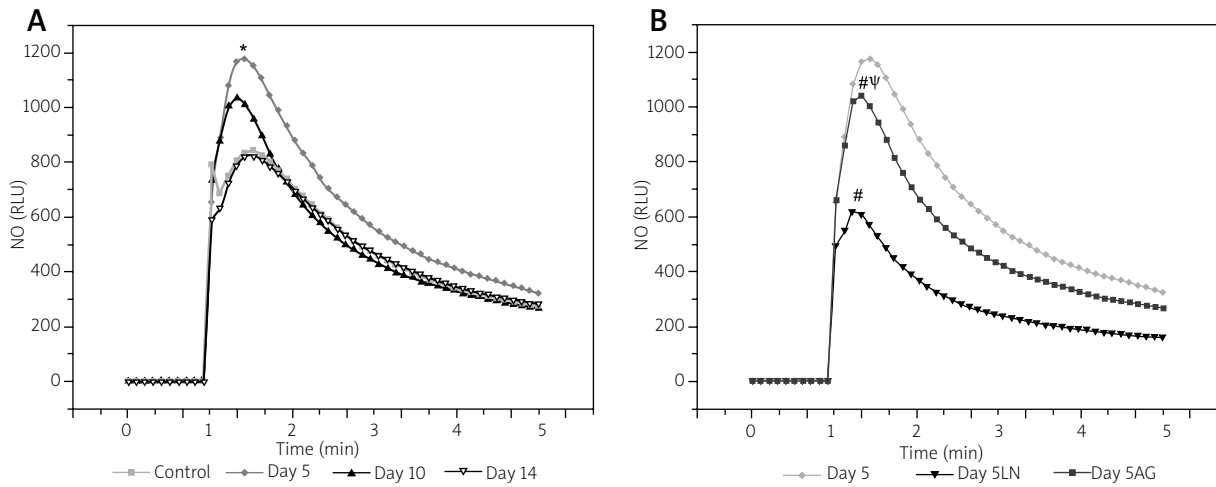 A
NO (RLU)
1200
1000
800
600
400
200
0
*
0 1 2 3 4 5
Time (min)
Control Day 5 Day 10 Day 14
B
NO (RLU)
1200
1000
800
600
400
200
0
#Ψ
#
0 1 2 3 4 5
Time (min)
Day 5 Day 5LN Day 5AG